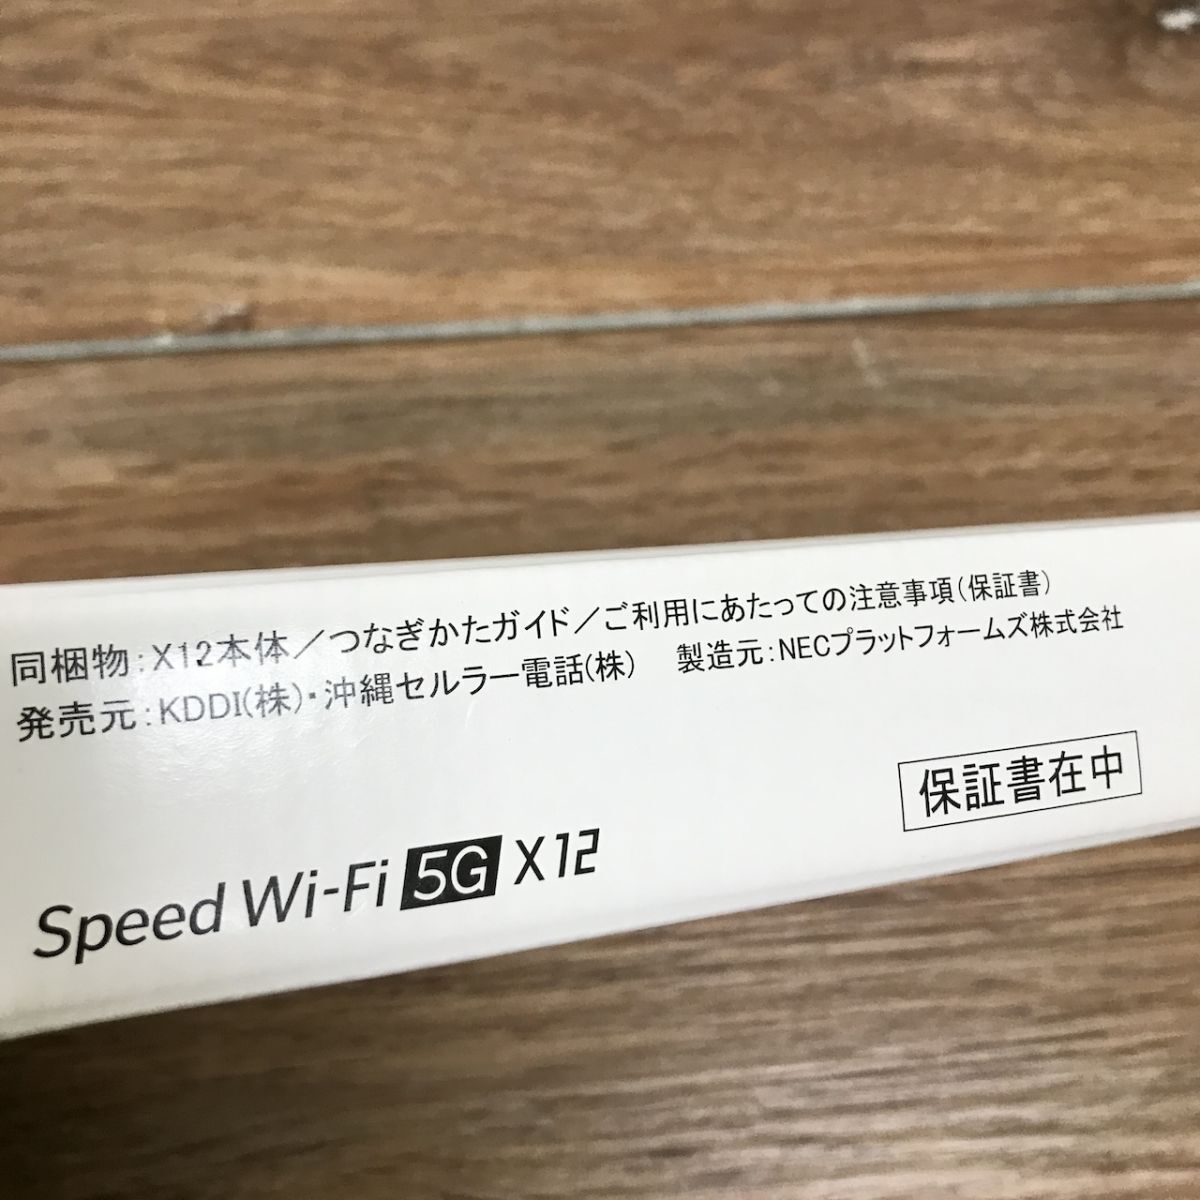 同梱物：X12本体／つなぎかたガイド／ご利用にあたっての注意事項(保証書)
発売元：KDDI(株)・沖縄セルラー電話(株)　製造元：NECプラットフォームズ株式会社
保証書在中
Speed Wi-Fi 5G X12